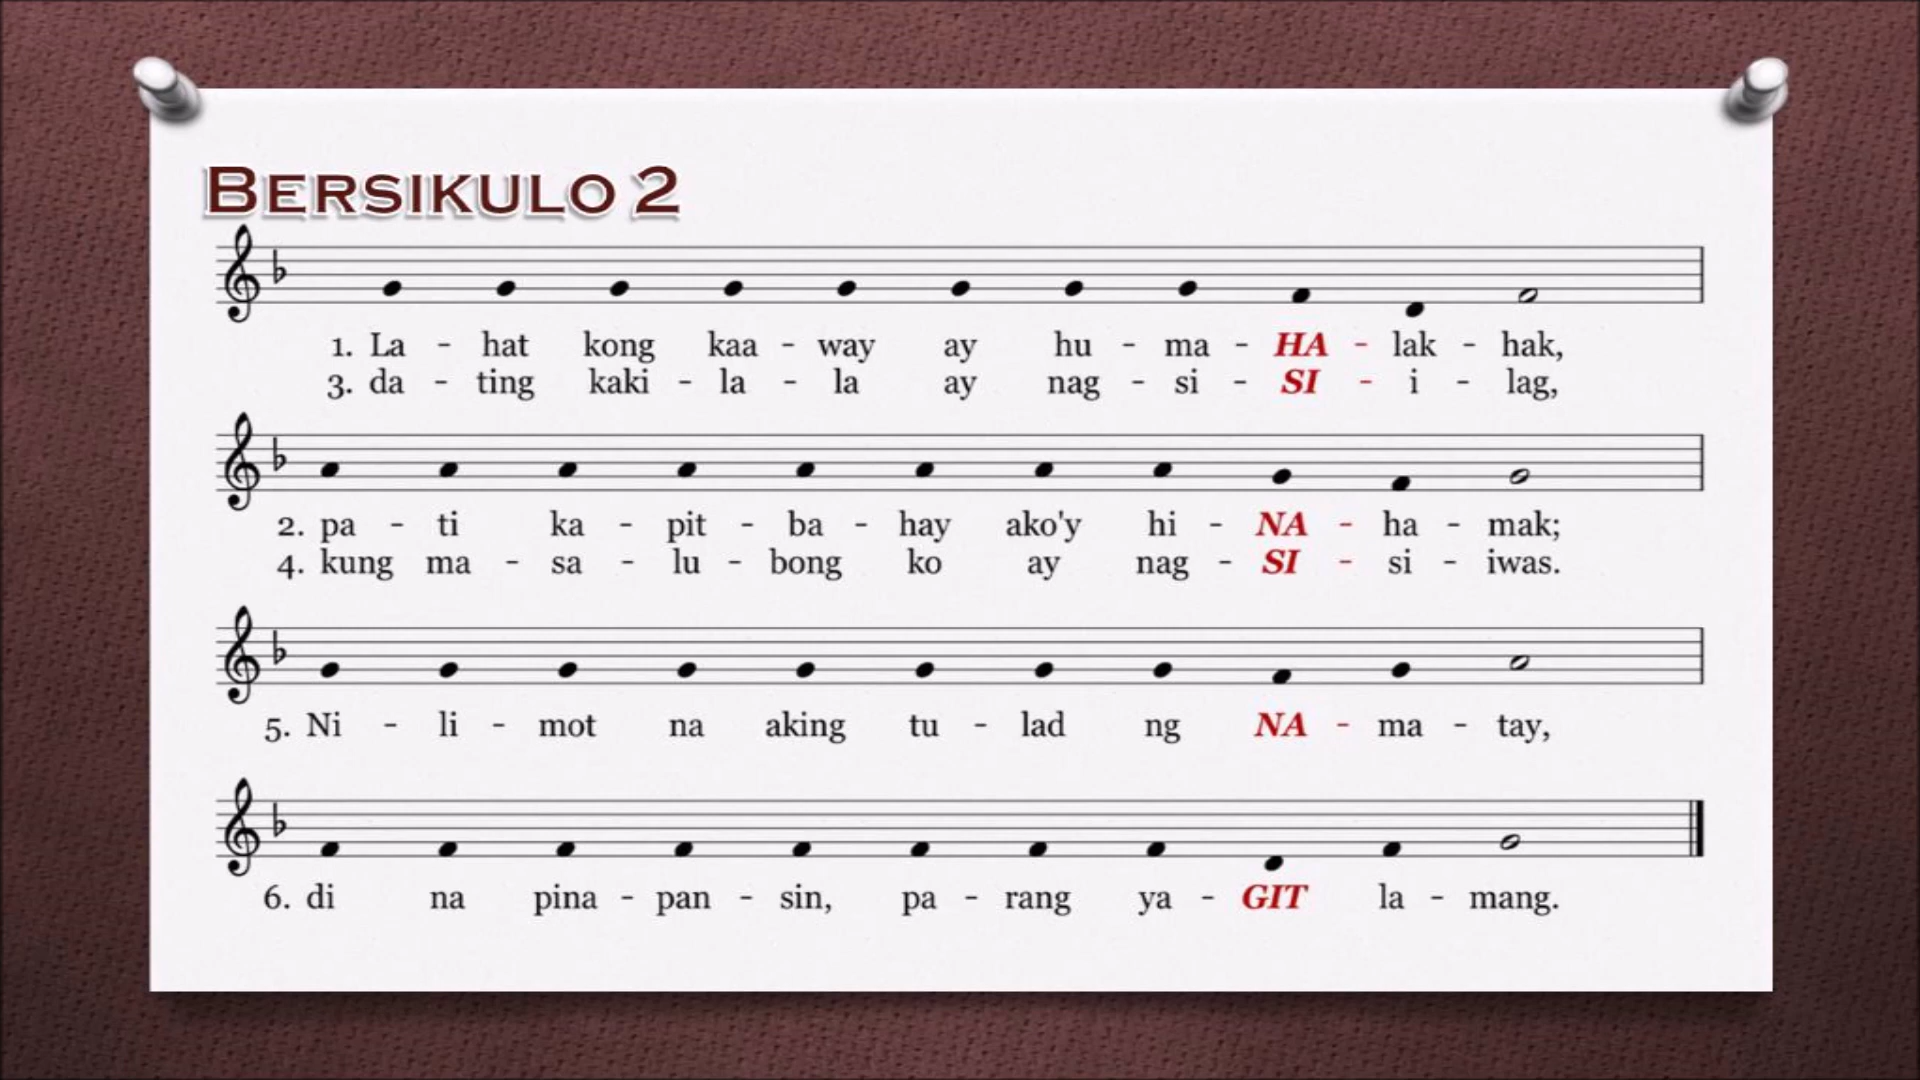 BERSIKULO 2
1. La - hat kong kaa - way ay hu - ma - HA - lak - hak,
3. da - ting kaki - la - la ay nag - si - SI - i - lag,
2. pa - ti ka - pit - ba - hay ako'y hi - NA - ha - mak;
4. kung ma - sa - lu - bong ko ay nag - SI - si - iwas.
5. Ni - li - mot na aking tu - lad ng NA - ma - tay,
6. di na pina - pan - sin, pa - rang ya - GIT la - mang.